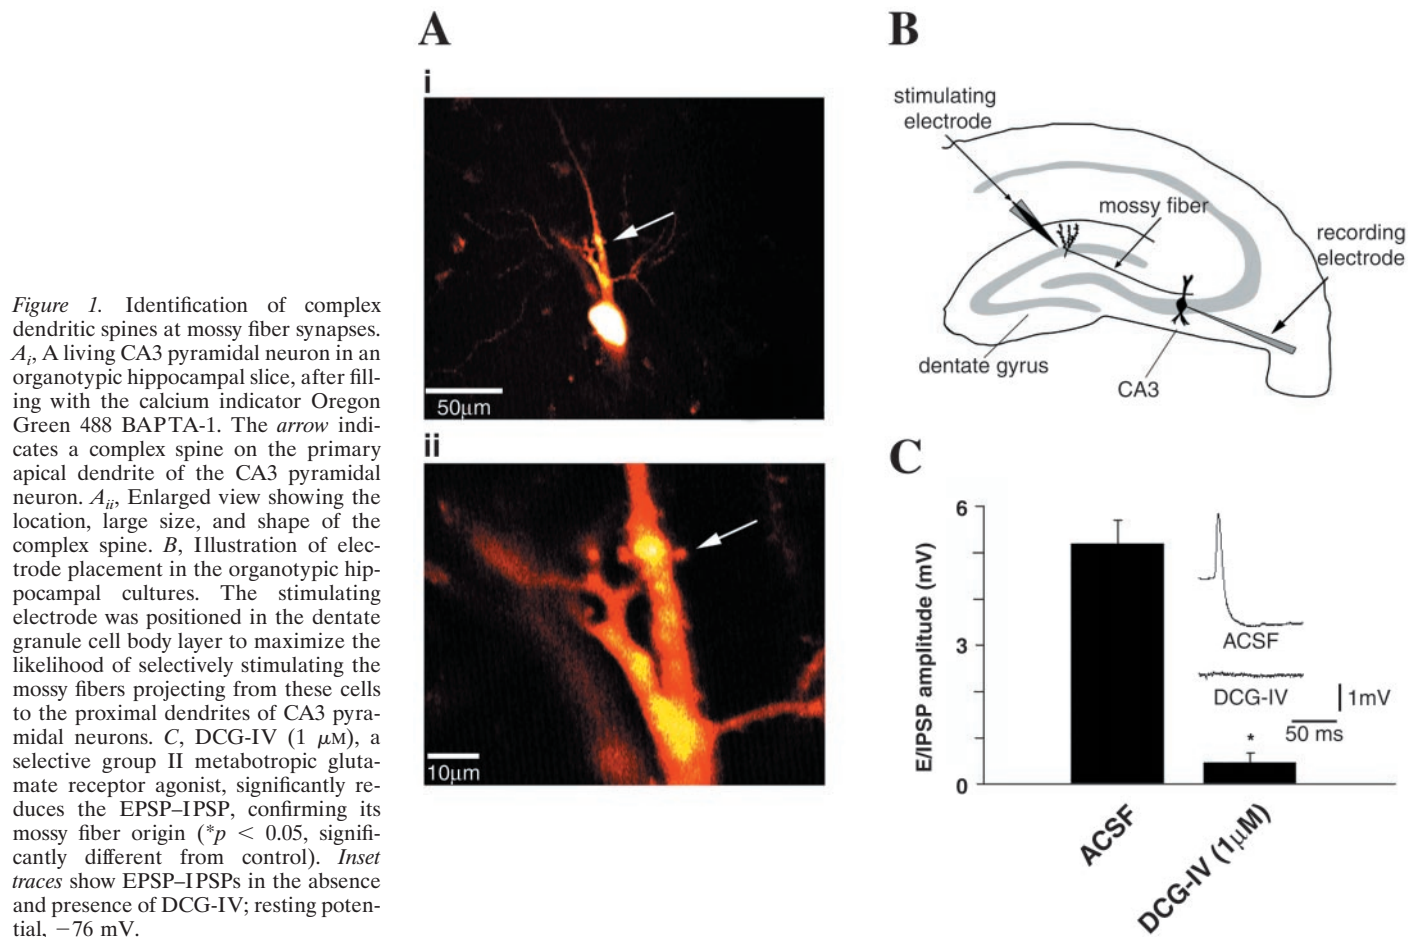 Figure 1. Identification of complex
dendritic spines at mossy fiber synapses.
Ai, A living CA3 pyramidal neuron in an
organotypic hippocampal slice, after fill-
ing with the calcium indicator Oregon
Green 488 BAPTA-1. The arrow indi-
cates a complex spine on the primary
apical dendrite of the CA3 pyramidal
neuron. Aii, Enlarged view showing the
location, large size, and shape of the
complex spine. B, Illustration of elec-
trode placement in the organotypic hip-
pocampal cultures. The stimulating
electrode was positioned in the dentate
granule cell body layer to maximize the
likelihood of selectively stimulating the
mossy fibers projecting from these cells
to the proximal dendrites of CA3 pyra-
midal neurons. C, DCG-IV (1 μM), a
selective group II metabotropic gluta-
mate receptor agonist, significantly re-
duces the EPSP–IPSP, confirming its
mossy fiber origin (*p < 0.05, signifi-
cantly different from control). Inset
traces show EPSP–IPSPs in the absence
and presence of DCG-IV; resting poten-
tial, −76 mV.
A
i
50μm
ii
10μm
B
stimulating
electrode
mossy fiber
recording
electrode
dentate gyrus
CA3
C
E/IPSP amplitude (mV)
6
3
0
ACSF
DCG-IV
1mV
50 ms
*
ACSF
DCG-IV (1μM)